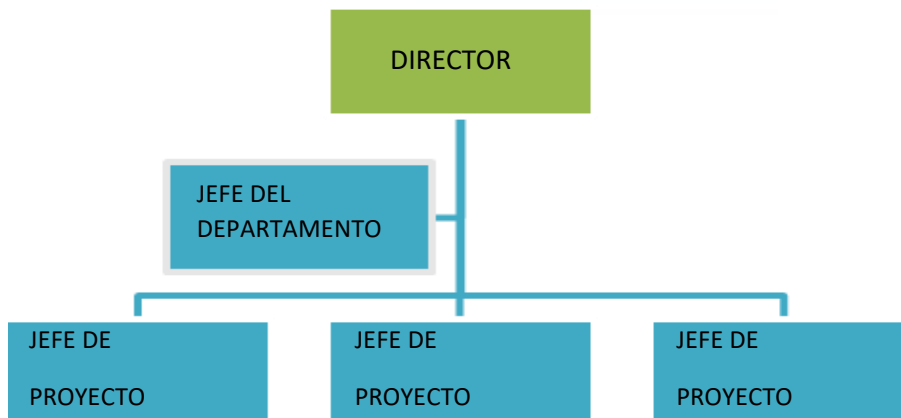 DIRECTOR
JEFE DEL
DEPARTAMENTO
JEFE DE
PROYECTO
JEFE DE
PROYECTO
JEFE DE
PROYECTO